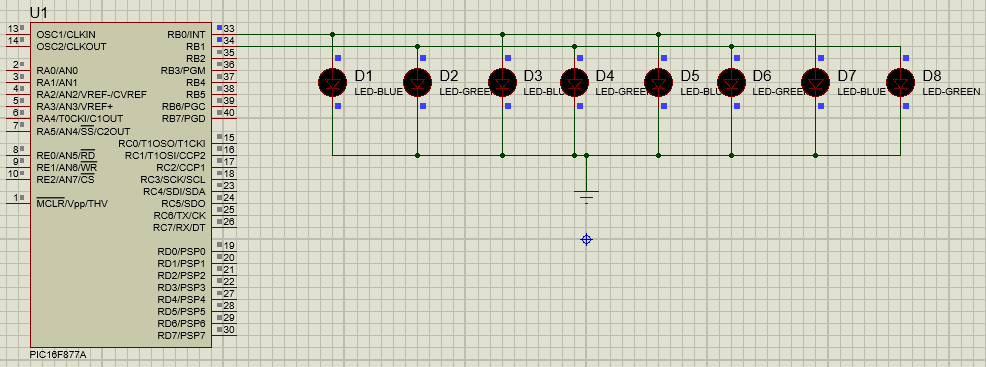 U1
13 OSC1/CLKIN RB0/INT 33
14 OSC2/CLKOUT RB1 34
RB2 35
2 RA0/AN0 RB3/PGM 36
3 RA1/AN1 RB4 37
4 RA2/AN2/VREF-/CVREF RB5 38
5 RA3/AN3/VREF+ RB6/PGC 39
6 RA4/T0CKI/C1OUT RB7/PGD 40
7 RA5/AN4/SS/C2OUT
RC0/T1OSO/T1CKI 15
8 RE0/AN5/RD RC1/T1OSI/CCP2 16
9 RE1/AN6/WR RC2/CCP1 17
10 RE2/AN7/CS RC3/SCK/SCL 18
RC4/SDI/SDA 23
1 MCLR/Vpp/THV RC5/SDO 24
RC6/TX/CK 25
RC7/RX/DT 26
RD0/PSP0 19
RD1/PSP1 20
RD2/PSP2 21
RD3/PSP3 22
RD4/PSP4 27
RD5/PSP5 28
RD6/PSP6 29
RD7/PSP7 30
PIC16F877A
D1 D2 D3 D4 D5 D6 D7 D8
LED-BLUE LED-GREEN LED-BLUE LED-GREEN LED-BLUE LED-GREEN LED-BLUE LED-GREEN